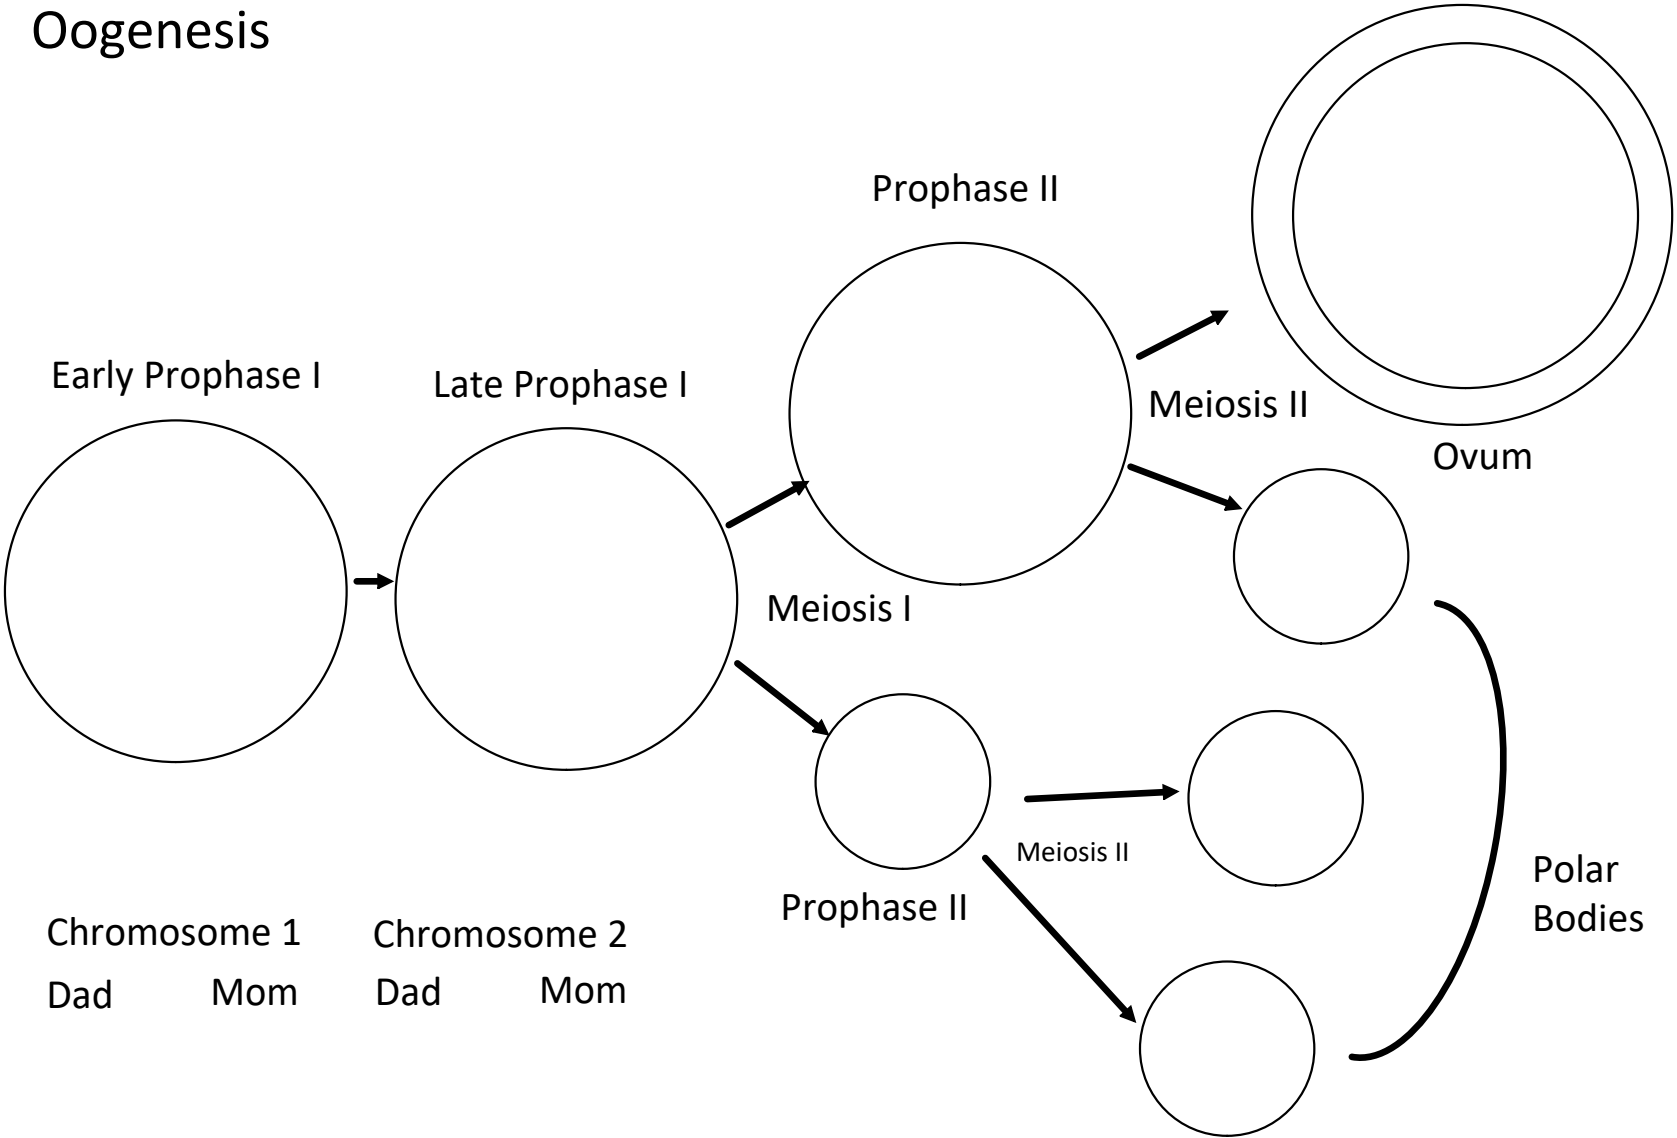 Oogenesis
Prophase II
Early Prophase I
Late Prophase I
Meiosis II
Ovum
Meiosis I
Meiosis II
Prophase II
Polar
Bodies
Chromosome 1
Chromosome 2
Dad
Mom
Dad
Mom